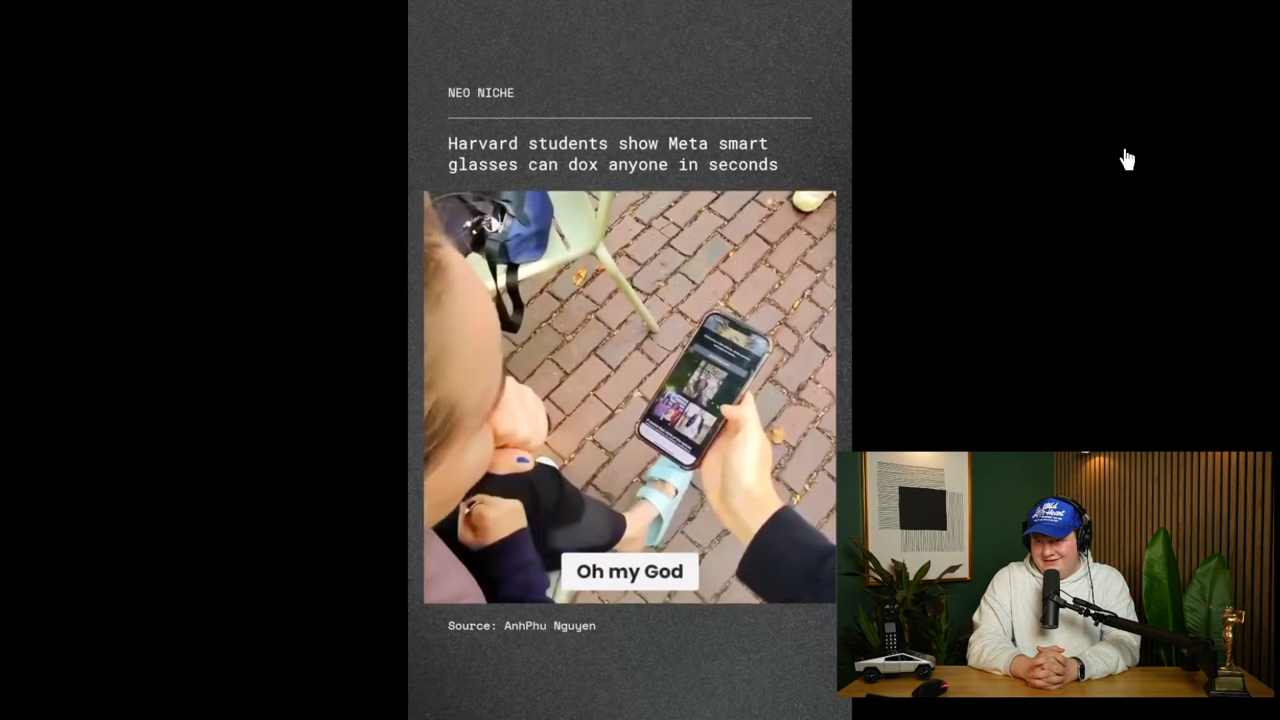 NEO NICHE
Harvard students show Meta smart
glasses can dox anyone in seconds
Oh my God
Source: AnhPhu Nguyen